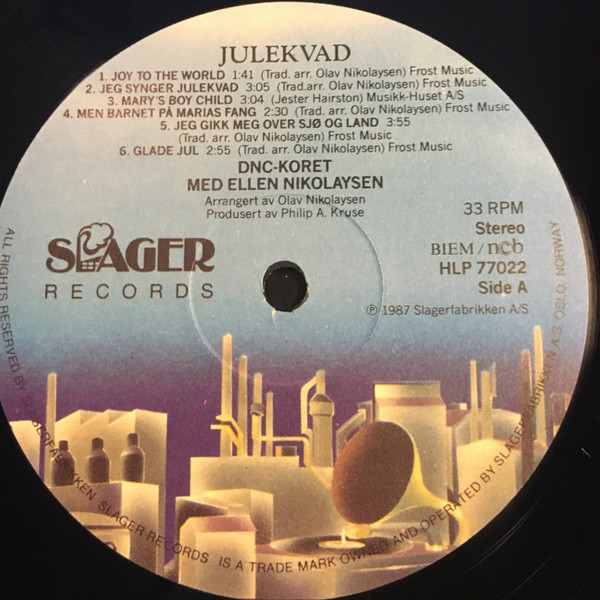 JULEKVAD
1. JOY TO THE WORLD 1:41 (Trad. arr. Olav Nikolaysen) Frost Music
2. JEG SYNGER JULEKVAD 3:05 (Trad.arr. Olav Nikolaysen) Frost Music
3. MARY'S BOY CHILD 3:04 (Jester Hairston) Musikk-Huset A/S
4. MEN BARNET PÅ MARIAS FANG 2:30 (Trad. arr. Olav Nikolaysen) Frost Music
5. JEG GIKK MEG OVER SJØ OG LAND 3:55
(Trad. arr. Olav Nikolaysen) Frost Music
6. GLADE JUL 2:55 (Trad. arr. Olav Nikolaysen) Frost Music
DNC-KORET
MED ELLEN NIKOLAYSEN
Arrangert av Olav Nikolaysen
Produsert av Philip A. Kruse
SLAGER
RECORDS
33 RPM
Stereo
BIEM/ncb
HLP 77022
Side A
Ⓟ 1987 Slagerfabrikken A/S
ALL RIGHTS RESERVED BY SLAGERFABRIKKEN. SLAGER RECORDS IS A TRADE MARK OWNED AND OPERATED BY SLAGERFABRIKKEN A.S. OSLO, NORWAY